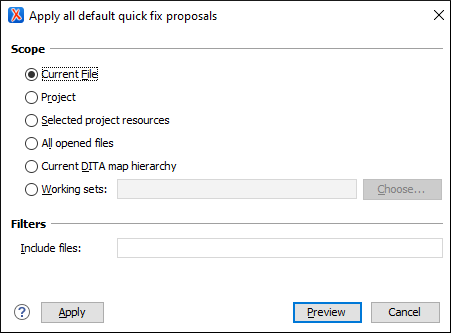 Apply all default quick fix proposals
Scope
Current File
Project
Selected project resources
All opened files
Current DITA map hierarchy
Working sets: Choose...
Filters
Include files:
? Apply Preview Cancel